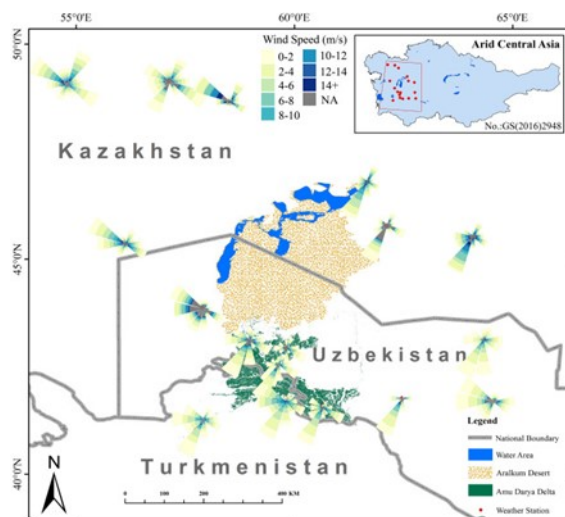 55°0'E 60°0'E 65°0'E
50°0'N
Wind Speed (m/s)
0-2 10-12
2-4 12-14
4-6 14+
6-8 NA
8-10
Arid Central Asia
No.:GS(2016)2948
Kazakhstan
45°0'N
Uzbekistan
Turkmenistan
40°0'N
N
0 100 200 400 KM
Legend
National Boundary
Water Area
Aralkum Desert
Amu Darya Delta
Weather Station